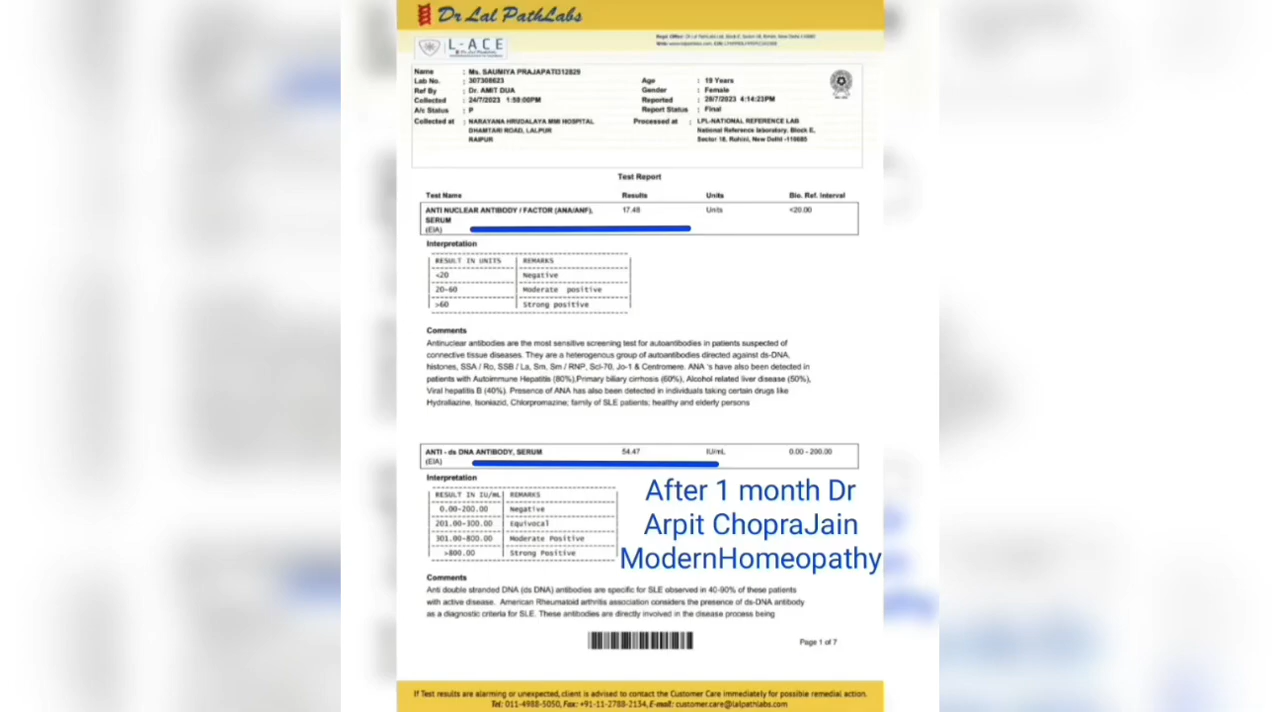 Dr Lal PathLabs
L-ACE
Name : Ms. SAUMIYA PRAJAPATI312829
Lab No. : 307308623
Ref By : Dr. AMIT DUA
Collected : 24/7/2023 1:58:00PM
A/c Status : P
Collected at : NARAYANA HRUDALAYA MMI HOSPITAL
DHAMTARI ROAD, LALPUR
RAIPUR
Age : 19 Years
Gender : Female
Reported : 28/7/2023 4:14:23PM
Report Status : Final
Processed at : LPL-NATIONAL REFERENCE LAB
National Reference laboratory, Block E,
Sector 18, Rohini, New Delhi -110085
Test Report
Test Name Results Units Bio. Ref. Interval
ANTI NUCLEAR ANTIBODY / FACTOR (ANA/ANF), 17.48 Units <20.00
SERUM
(EIA)
Interpretation
RESULT IN UNITS REMARKS
<20 Negative
20-60 Moderate positive
>60 Strong positive
Comments
Antinuclear antibodies are the most sensitive screening test for autoantibodies in patients suspected of
connective tissue diseases. They are a heterogenous group of autoantibodies directed against ds-DNA,
histones, SSA / Ro, SSB / La, Sm, Sm / RNP, Scl-70, Jo-1 & Centromere. ANA 's have also been detected in
patients with Autoimmune Hepatitis (80%),Primary biliary cirrhosis (60%), Alcohol related liver disease (50%),
Viral hepatitis B (40%). Presence of ANA has also been detected in individuals taking certain drugs like
Hydrallazine, Isoniazid, Chlorpromazine; family of SLE patients; healthy and elderly persons
ANTI - ds DNA ANTIBODY, SERUM 54.47 IU/mL 0.00 - 200.00
(EIA)
Interpretation
RESULT IN IU/mL REMARKS
0.00-200.00 Negative
201.00-300.00 Equivocal
301.00-800.00 Moderate Positive
>800.00 Strong Positive
After 1 month Dr
Arpit ChopraJain
ModernHomeopathy
Comments
Anti double stranded DNA (ds DNA) antibodies are specific for SLE observed in 40-90% of these patients
with active disease. American Rheumatoid arthritis association considers the presence of ds-DNA antibody
as a diagnostic criteria for SLE. These antibodies are directly involved in the disease process being
Page 1 of 7
If Test results are alarming or unexpected, client is advised to contact the Customer Care immediately for possible remedial action.
Tel: 011-4988-5050, Fax: +91-11-2788-2134, E-mail: customer.care@lalpathlabs.com